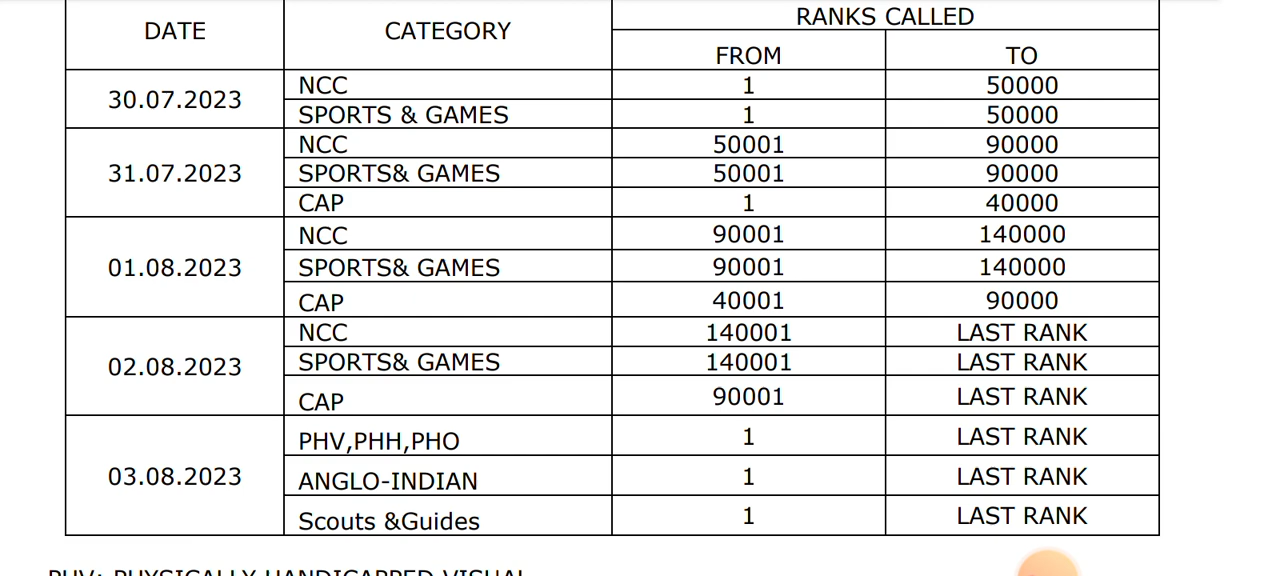 DATE CATEGORY RANKS CALLED
FROM TO
30.07.2023 NCC 1 50000
SPORTS & GAMES 1 50000
31.07.2023 NCC 50001 90000
SPORTS& GAMES 50001 90000
CAP 1 40000
01.08.2023 NCC 90001 140000
SPORTS& GAMES 90001 140000
CAP 40001 90000
02.08.2023 NCC 140001 LAST RANK
SPORTS& GAMES 140001 LAST RANK
CAP 90001 LAST RANK
03.08.2023 PHV,PHH,PHO 1 LAST RANK
ANGLO-INDIAN 1 LAST RANK
Scouts &Guides 1 LAST RANK
PHV: PHYSICALLY HANDICAPPED VISUAL